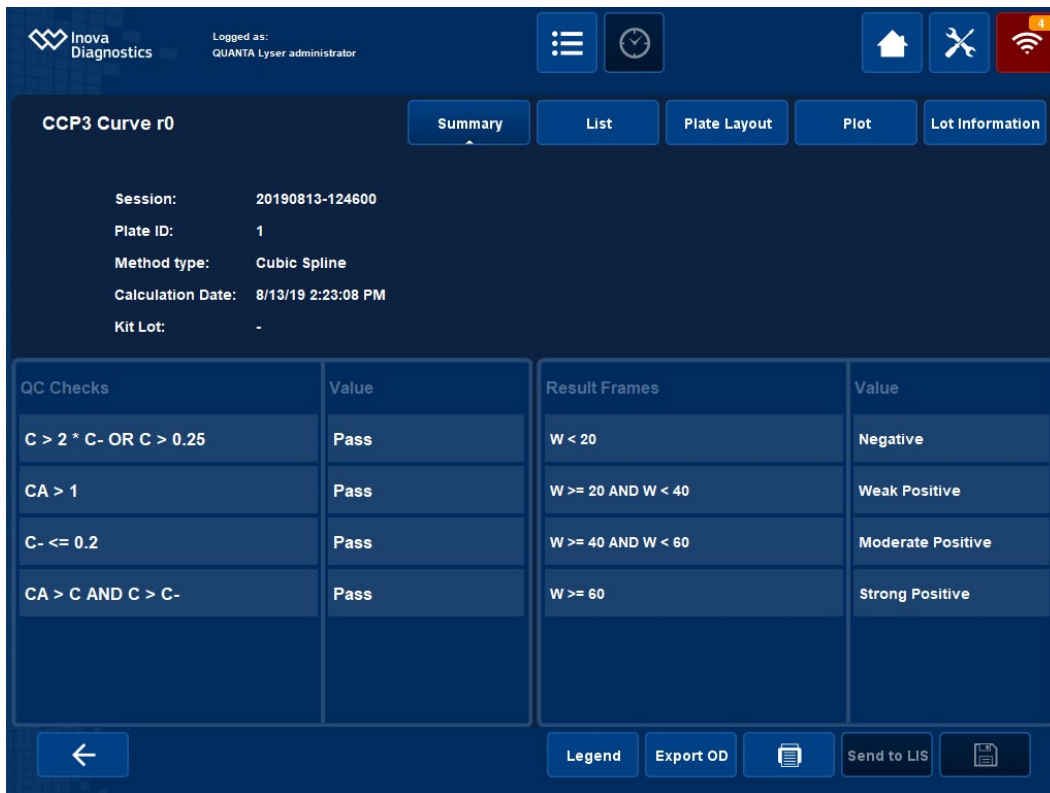 Inova
Diagnostics
Logged as:
QUANTA Lyser administrator
4
CCP3 Curve r0
Summary
List
Plate Layout
Plot
Lot Information
Session: 20190813-124600
Plate ID: 1
Method type: Cubic Spline
Calculation Date: 8/13/19 2:23:08 PM
Kit Lot: -
QC Checks Value
C > 2 * C- OR C > 0.25 Pass
CA > 1 Pass
C- <= 0.2 Pass
CA > C AND C > C- Pass
Result Frames Value
W < 20 Negative
W >= 20 AND W < 40 Weak Positive
W >= 40 AND W < 60 Moderate Positive
W >= 60 Strong Positive
Legend
Export OD
Send to LIS